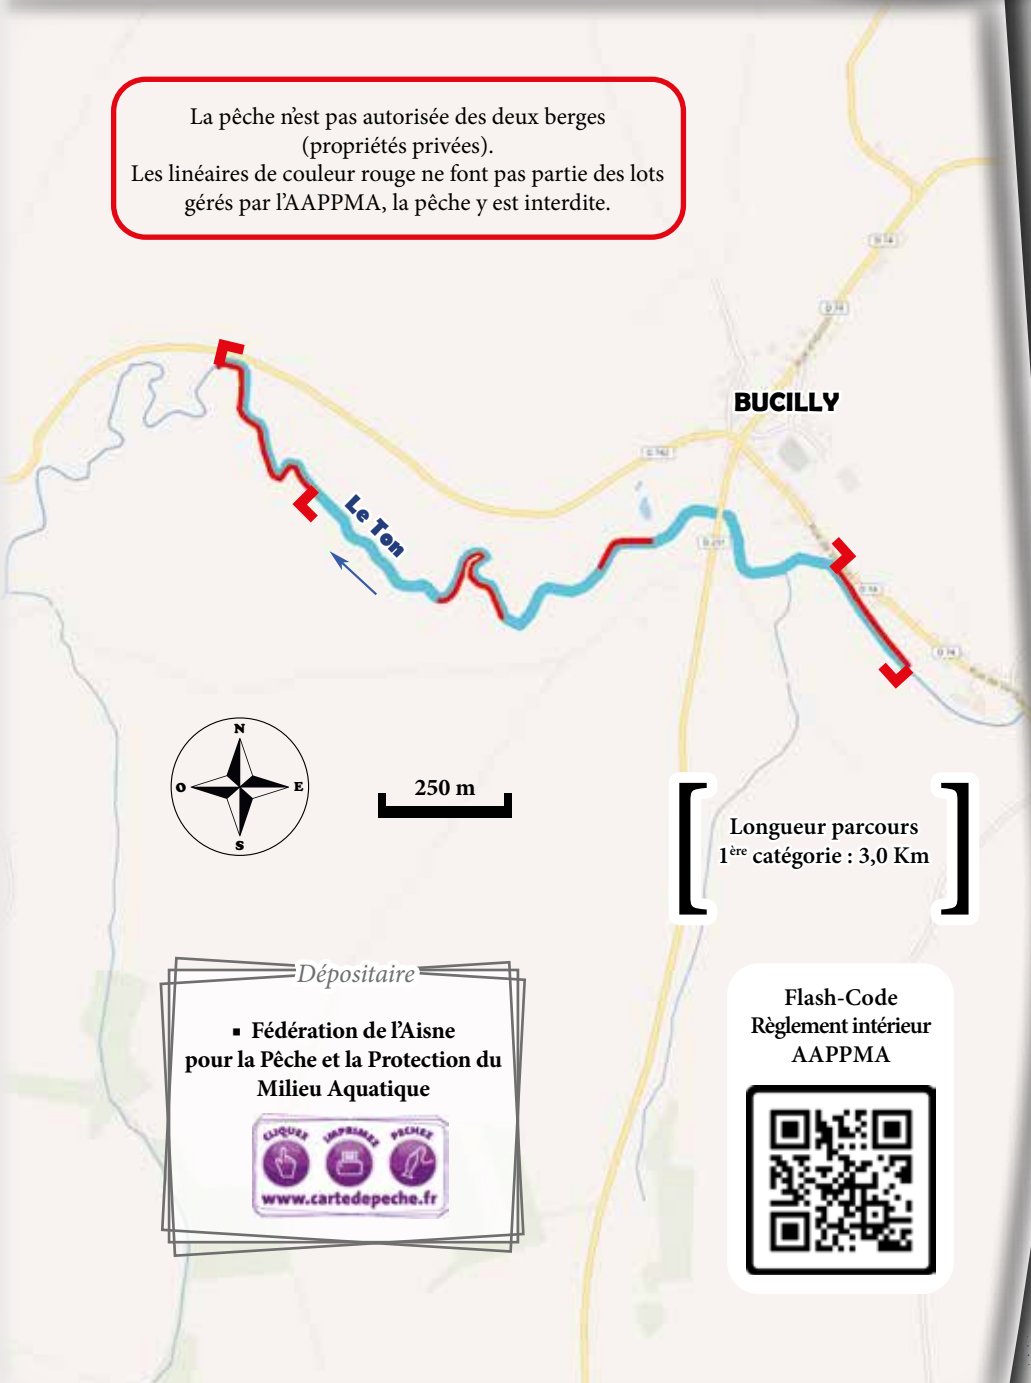 La pêche n'est pas autorisée des deux berges
(propriétés privées).
Les linéaires de couleur rouge ne font pas partie des lots
gérés par l'AAPPMA, la pêche y est interdite.
D 74
BUCILLY
Le Ton
D 74
N
O
E
S
250 m
Longueur parcours
1ère catégorie : 3,0 Km
Dépositaire
▪ Fédération de l'Aisne
pour la Pêche et la Protection du
Milieu Aquatique
CLIQUEZ
IMPRIMEZ
PECHEZ
www.cartedepeche.fr
Flash-Code
Règlement intérieur
AAPPMA